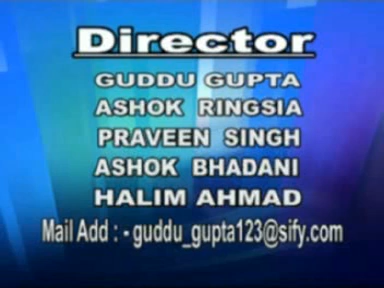 Director
GUDDU GUPTA
ASHOK RINGSIA
PRAVEEN SINGH
ASHOK BHADANI
HALIM AHMAD
Mail Add : - guddu_gupta123@sify.com